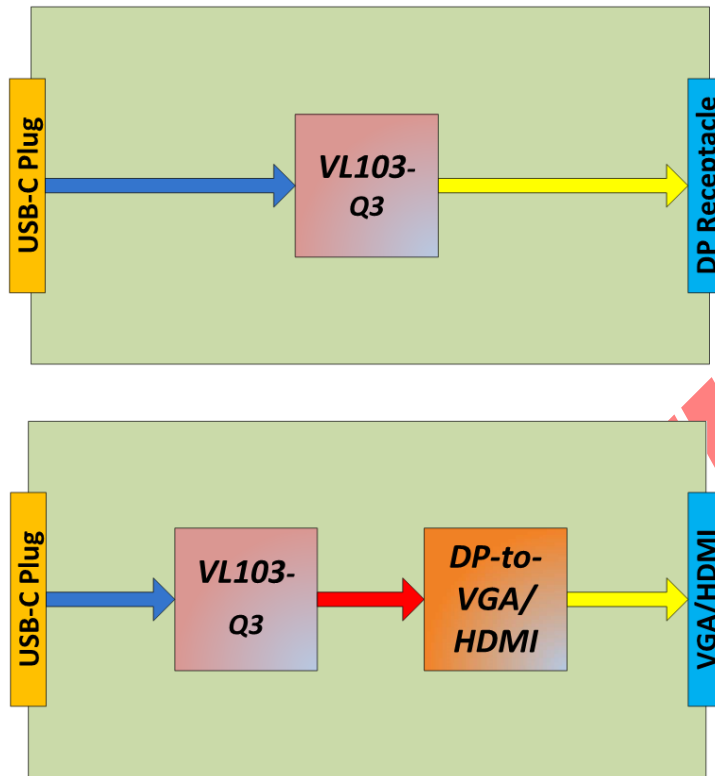 USB-C Plug
VL103-
Q3
DP Receptacle
USB-C Plug
VL103-
Q3
DP-to-
VGA/
HDMI
VGA/HDMI